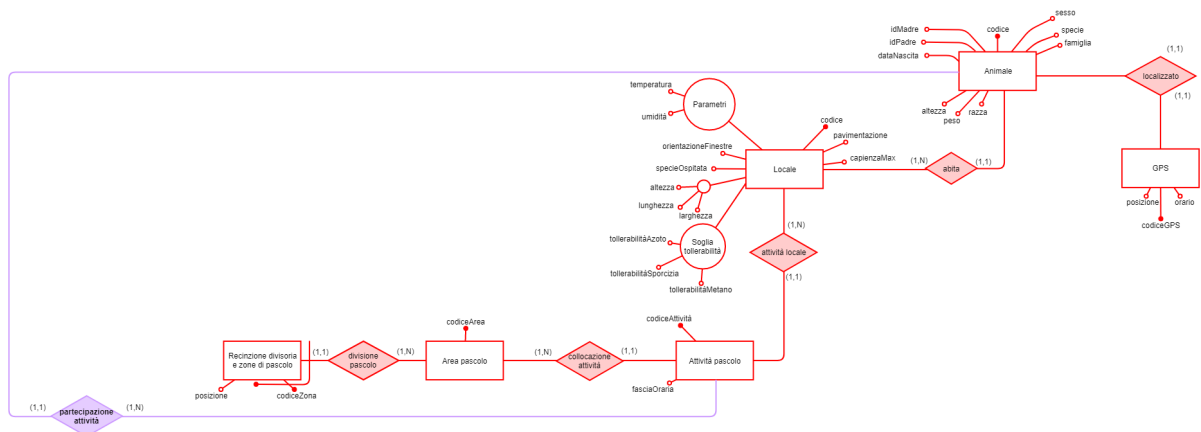 sesso
idMadre
codice
specie
idPadre
famiglia
(1,1)
dataNascita
Animale
localizzato
temperatura
Parametri
(1,1)
altezza
razza
peso
umidità
codice
pavimentazione
orientazioneFinestre
capienzaMax
(1,N)
(1,1)
specieOspitata
Locale
abita
GPS
altezza
lunghezza
larghezza
posizione
orario
codiceGPS
(1,N)
tollerabilitàAzoto
Soglia
tollerabilità
attività locale
tollerabilitàSporcizia
(1,1)
tollerabilitàMetano
codiceArea
codiceAttività
Recinzione divisoria
e zone di pascolo
(1,1)
divisione
pascolo
(1,N)
Area pascolo
(1,N)
collocazione
attività
(1,1)
Attività pascolo
fasciaOraria
posizione
codiceZona
(1,1)
partecipazione
attività
(1,N)